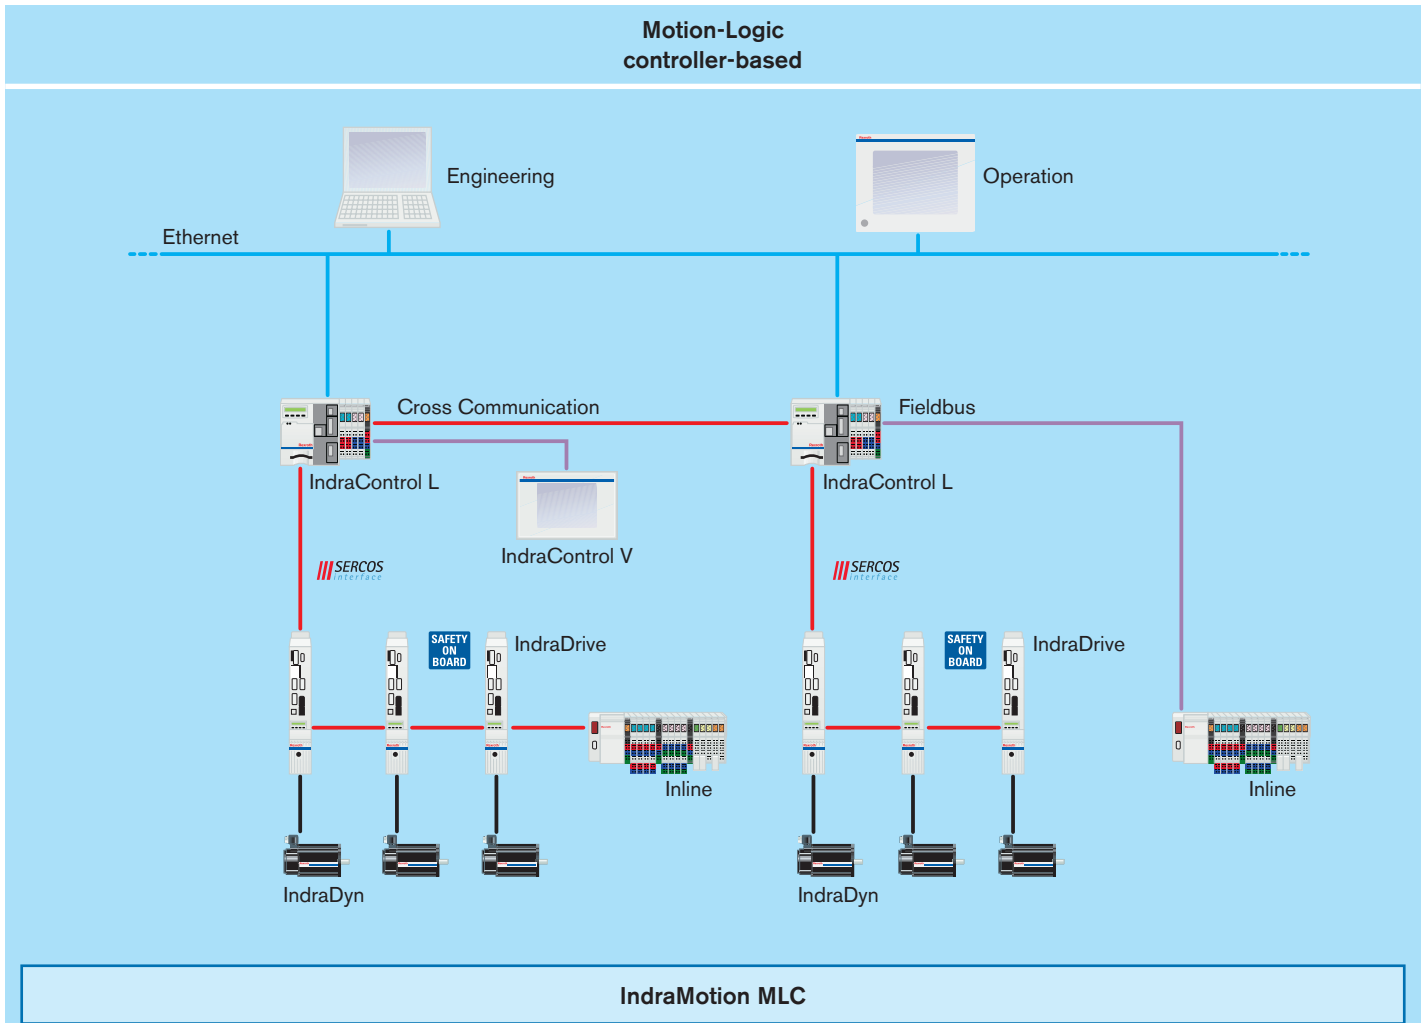 Motion-Logic
controller-based
Engineering
Operation
Ethernet
Cross Communication
Fieldbus
IndraControl L
IndraControl L
IndraControl V
SERCOS
interface
SERCOS
interface
SAFETY
ON
BOARD
IndraDrive
SAFETY
ON
BOARD
IndraDrive
Inline
Inline
IndraDyn
IndraDyn
IndraMotion MLC